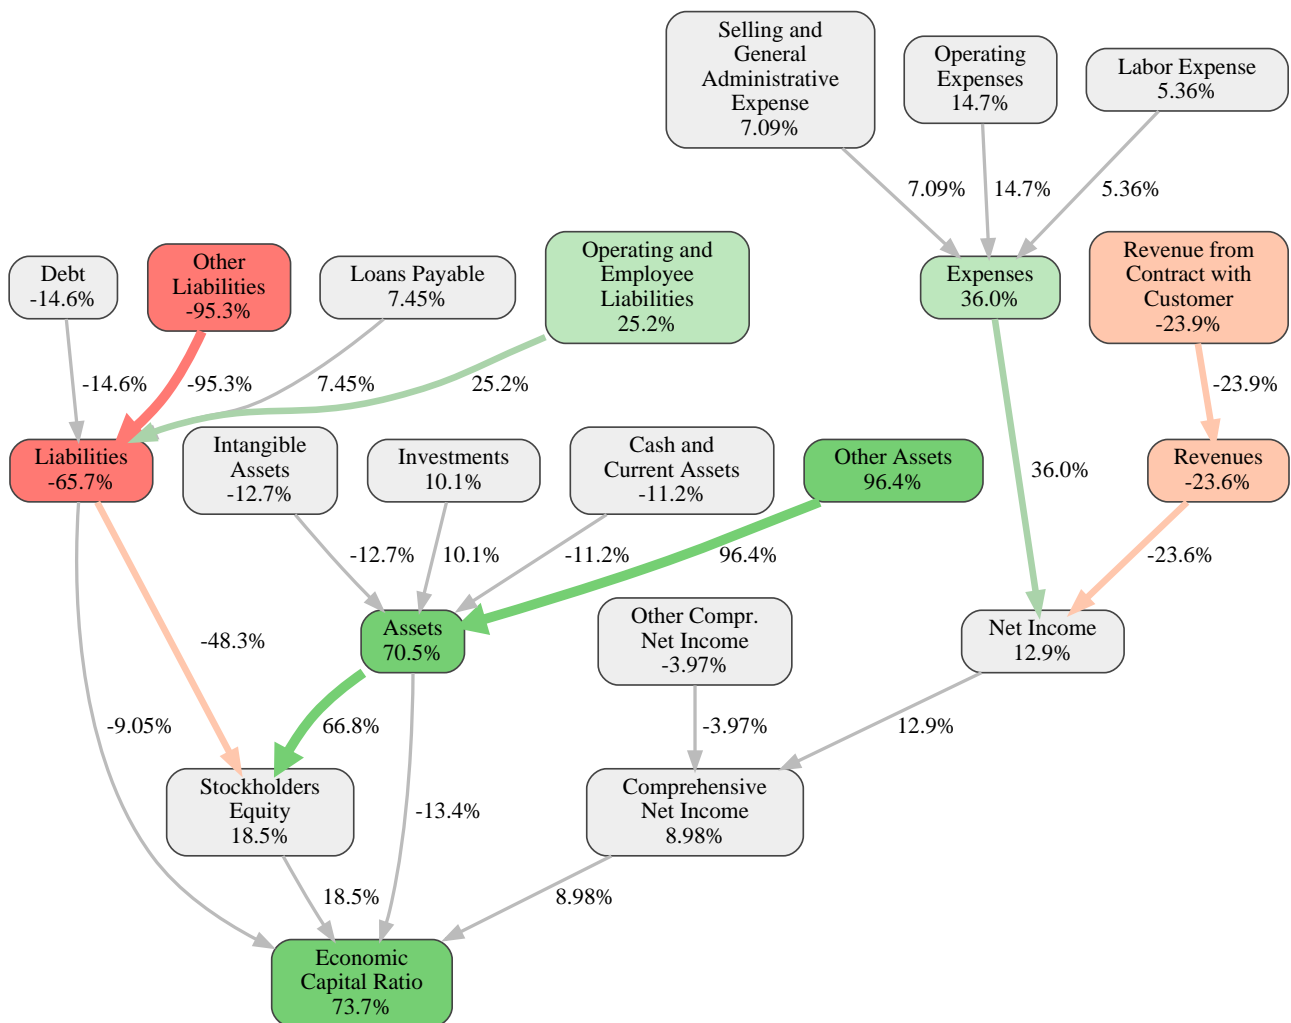 Selling and
General
Administrative
Expense
7.09%
Operating
Expenses
14.7%
Labor Expense
5.36%
7.09%
14.7%
5.36%
Debt
-14.6%
Other
Liabilities
-95.3%
Loans Payable
7.45%
Operating and
Employee
Liabilities
25.2%
Expenses
36.0%
Revenue from
Contract with
Customer
-23.9%
-14.6%
-95.3%
7.45%
25.2%
-23.9%
Liabilities
-65.7%
Intangible
Assets
-12.7%
Investments
10.1%
Cash and
Current Assets
-11.2%
Other Assets
96.4%
36.0%
Revenues
-23.6%
-12.7%
10.1%
-11.2%
96.4%
-23.6%
-48.3%
Assets
70.5%
Other Compr.
Net Income
-3.97%
Net Income
12.9%
-9.05%
66.8%
-3.97%
12.9%
Stockholders
Equity
18.5%
-13.4%
Comprehensive
Net Income
8.98%
18.5%
8.98%
Economic
Capital Ratio
73.7%